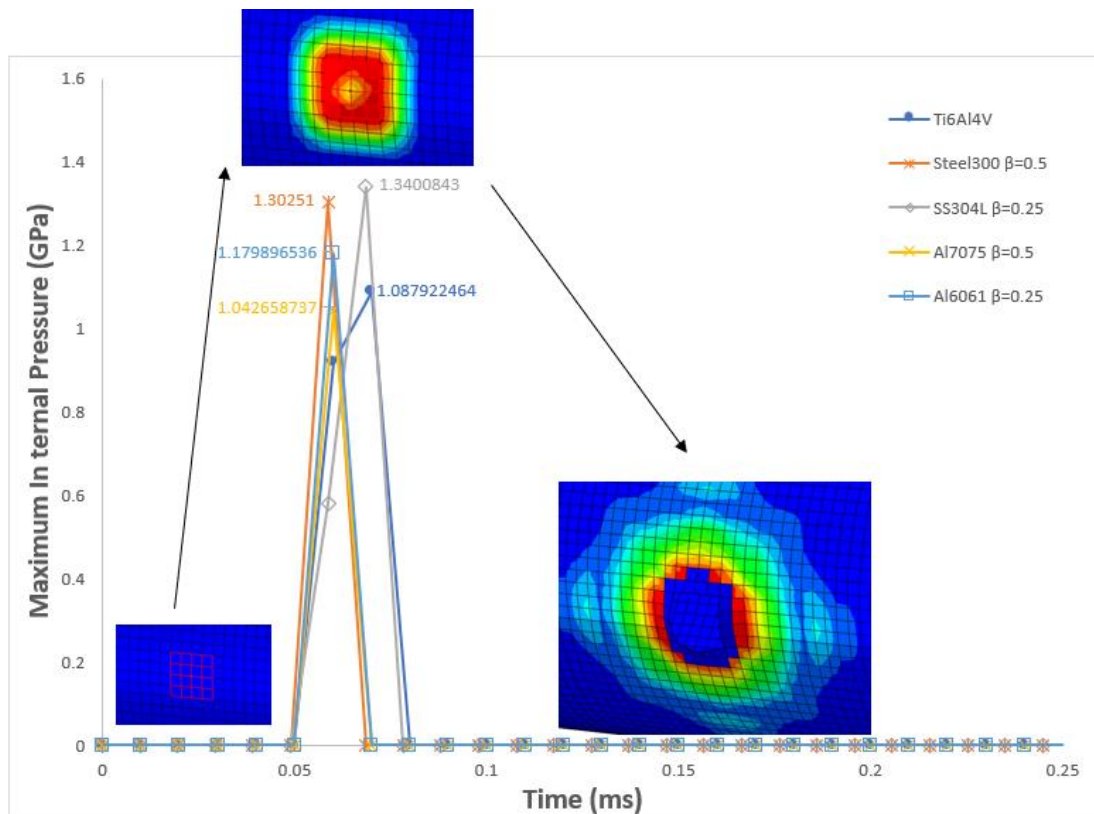 1.6
1.4
1.2
1
0.8
0.6
0.4
0.2
0
Maximum In ternal Pressure (GPa)
1.30251
1.3400843
1.179896536
1.087922464
1.042658737
Ti6Al4V
Steel300 β=0.5
SS304L β=0.25
Al7075 β=0.5
Al6061 β=0.25
0 0.05 0.1 0.15 0.2 0.25
Time (ms)